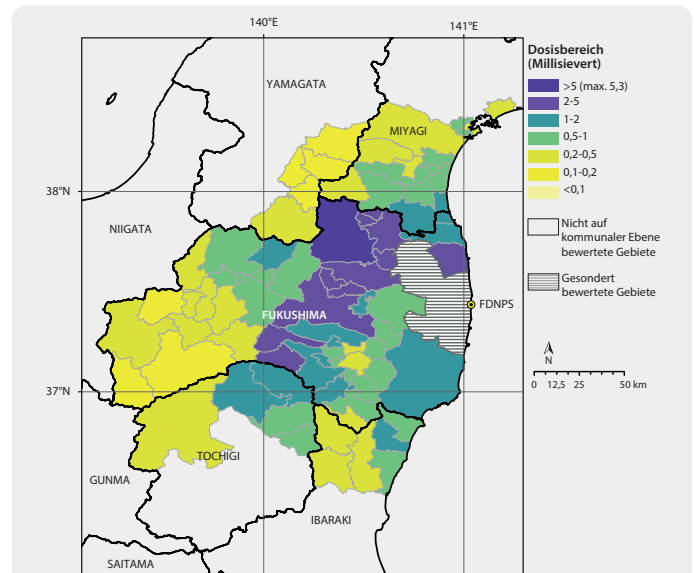 140°E
141°E
Dosisbereich
(Millisievert)
>5 (max. 5,3)
2-5
1-2
0,5-1
0,2-0,5
0,1-0,2
<0,1
YAMAGATA
MIYAGI
38°N
NIIGATA
Nicht auf
kommunaler Ebene
bewertete Gebiete
Gesondert
bewertete Gebiete
FUKUSHIMA
FDNPS
N
0 12,5 25 50 km
37°N
TOCHIGI
GUNMA
IBARAKI
SAITAMA